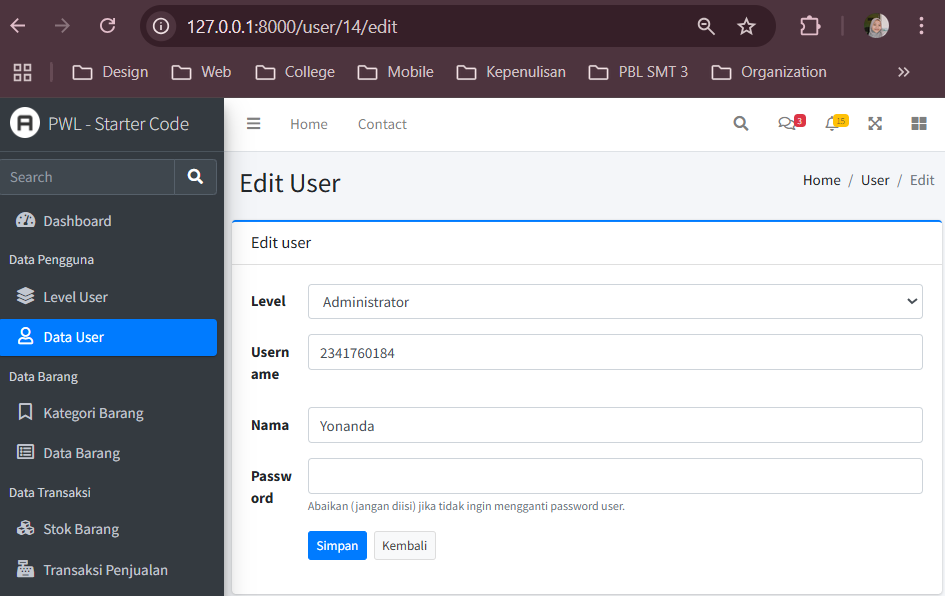 127.0.0.1:8000/user/14/edit
Design Web College Mobile Kepenulisan PBL SMT 3 Organization
PWL - Starter Code
Home Contact
3
15
Search
Edit User
Home / User / Edit
Dashboard
Data Pengguna
Level User
Data User
Data Barang
Kategori Barang
Data Barang
Data Transaksi
Stok Barang
Transaksi Penjualan
Edit user
Level
Administrator
Usern
ame
2341760184
Nama
Yonanda
Passw
ord
Abaikan (jangan diisi) jika tidak ingin mengganti password user.
Simpan Kembali